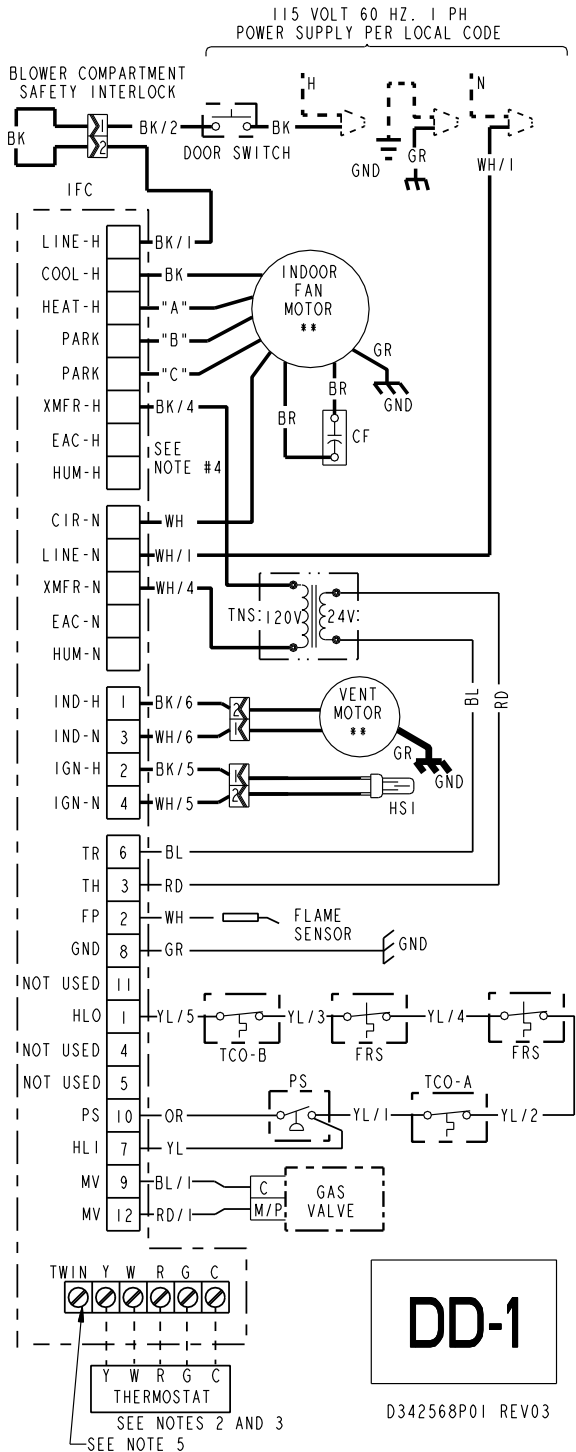 115 VOLT 60 HZ. 1 PH
POWER SUPPLY PER LOCAL CODE
BLOWER COMPARTMENT
SAFETY INTERLOCK
H
N
BK
1
2
BK/2
DOOR SWITCH
BK
GND
GR
WH/1
IFC
LINE-H
BK/1
COOL-H
BK
HEAT-H
"A"
PARK
"B"
PARK
"C"
XMFR-H
BK/4
EAC-H
HUM-H
SEE
NOTE #4
INDOOR
FAN
MOTOR
**
GR
GND
BR
BR
CF
CIR-N
WH
LINE-N
WH/1
XMFR-N
WH/4
EAC-N
HUM-N
TNS:
120V
24V:
BL
RD
IND-H 1 BK/6
IND-N 3 WH/6
IGN-H 2 BK/5
IGN-N 4 WH/5
2
1
1
2
VENT
MOTOR
**
GR
GND
HSI
TR 6 BL
TH 3 RD
FP 2 WH
FLAME
SENSOR
GND 8 GR
GND
NOT USED 11
HLO 1 YL/5
TCO-B
YL/3
FRS
YL/4
FRS
NOT USED 4
NOT USED 5
PS
TCO-A
PS 10 OR
YL/1
YL/2
HLI 7 YL
MV 9 BL/1
MV 12 RD/1
C
M/P
GAS
VALVE
TWIN Y W R G C
Y W R G C
THERMOSTAT
SEE NOTES 2 AND 3
SEE NOTE 5
DD-1
D342568P01 REV03